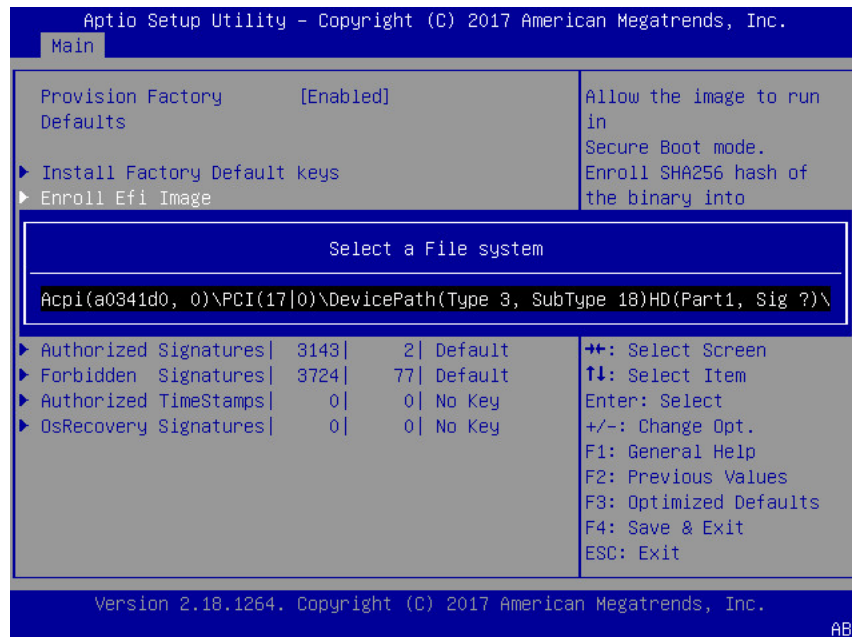 Aptio Setup Utility – Copyright (C) 2017 American Megatrends, Inc.
Main
Provision Factory [Enabled]
Defaults
Install Factory Default keys
Enroll Efi Image
Allow the image to run
in
Secure Boot mode.
Enroll SHA256 hash of
the binary into
Select a File system
Acpi(a0341d0, 0)\PCI(17|0)\DevicePath(Type 3, SubType 18)HD(Part1, Sig ?)\
Authorized Signatures| 3143| 2| Default
Forbidden Signatures| 3724| 77| Default
Authorized TimeStamps| 0| 0| No Key
OsRecovery Signatures| 0| 0| No Key
→←: Select Screen
↑↓: Select Item
Enter: Select
+/-: Change Opt.
F1: General Help
F2: Previous Values
F3: Optimized Defaults
F4: Save & Exit
ESC: Exit
Version 2.18.1264. Copyright (C) 2017 American Megatrends, Inc.
AB